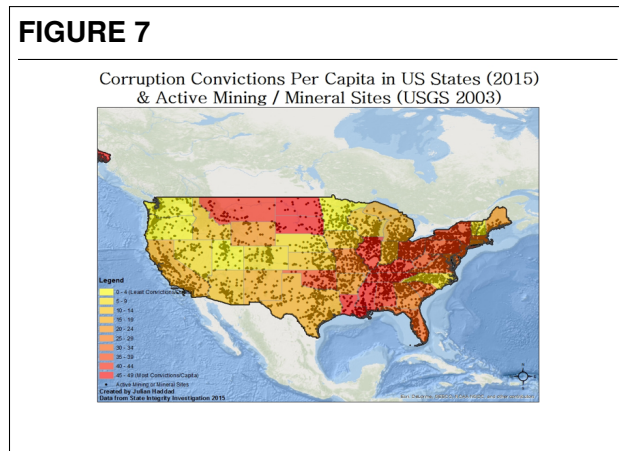 FIGURE 7
Corruption Convictions Per Capita in US States (2015)
& Active Mining / Mineral Sites (USGS 2003)
Legend
0 - 4 (Least Convictions/
5 - 9
10 - 14
15 - 19
20 - 24
25 - 29
30 - 34
35 - 39
40 - 44
45 - 49 (Most Convictions/Capita)
Active Mining or Mineral Sites
Created by Julian Haddad
Data from State Integrity Investigation 2015